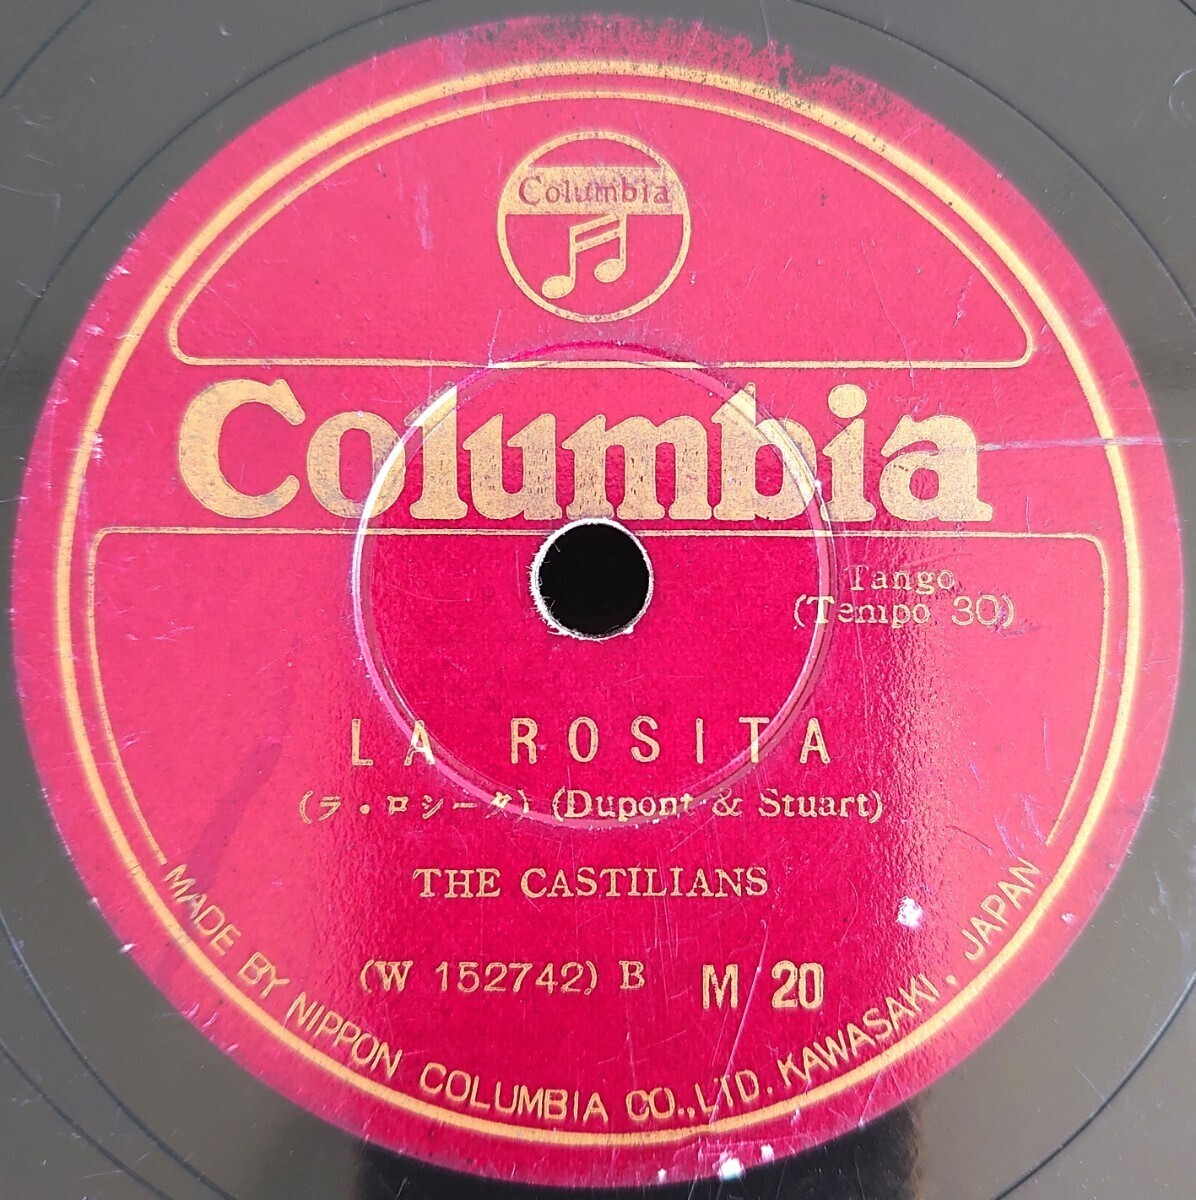 Columbia
Columbia
Tango
(Tempo 30)
LA ROSITA
(ラ・ロシータ) (Dupont & Stuart)
THE CASTILIANS
(W 152742) B M 20
MADE BY NIPPON COLUMBIA CO., LTD. KAWASAKI, JAPAN